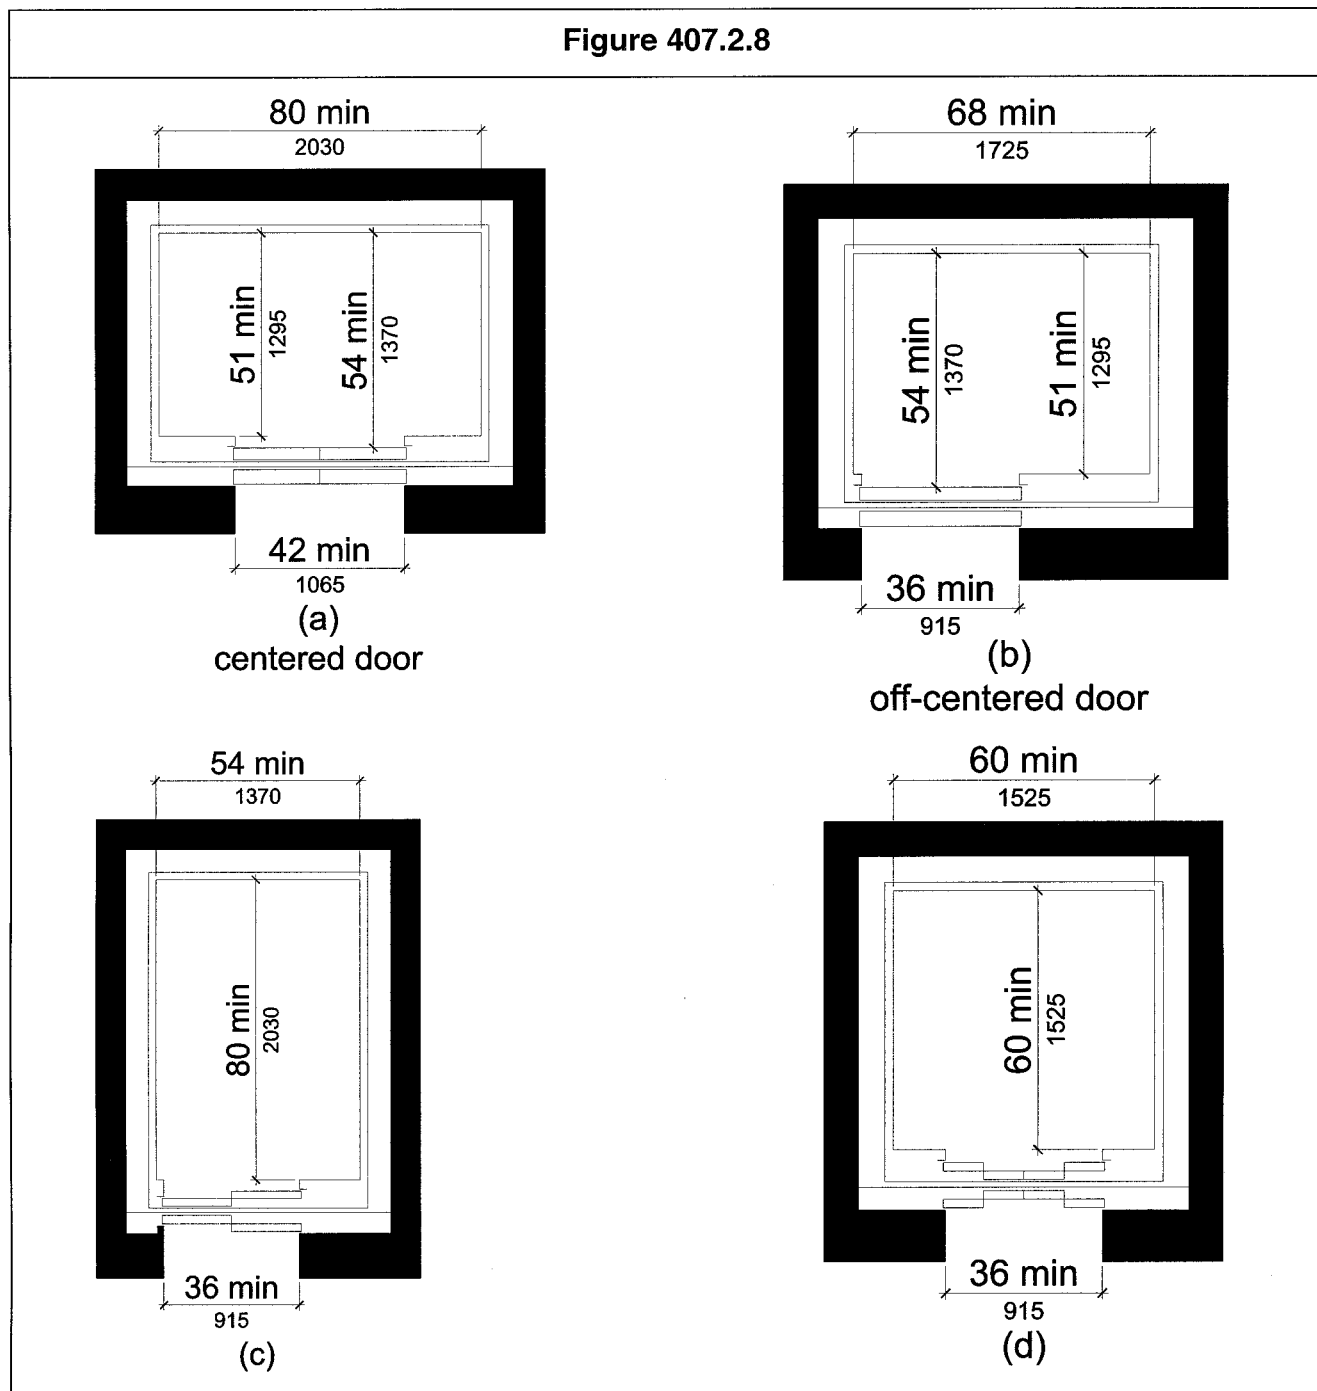 Figure 407.2.8
80 min
2030
51 min
1295
54 min
1370
42 min
1065
(a)
centered door
68 min
1725
54 min
1370
51 min
1295
36 min
915
(b)
off-centered door
54 min
1370
80 min
2030
36 min
915
(c)
60 min
1525
60 min
1525
36 min
915
(d)